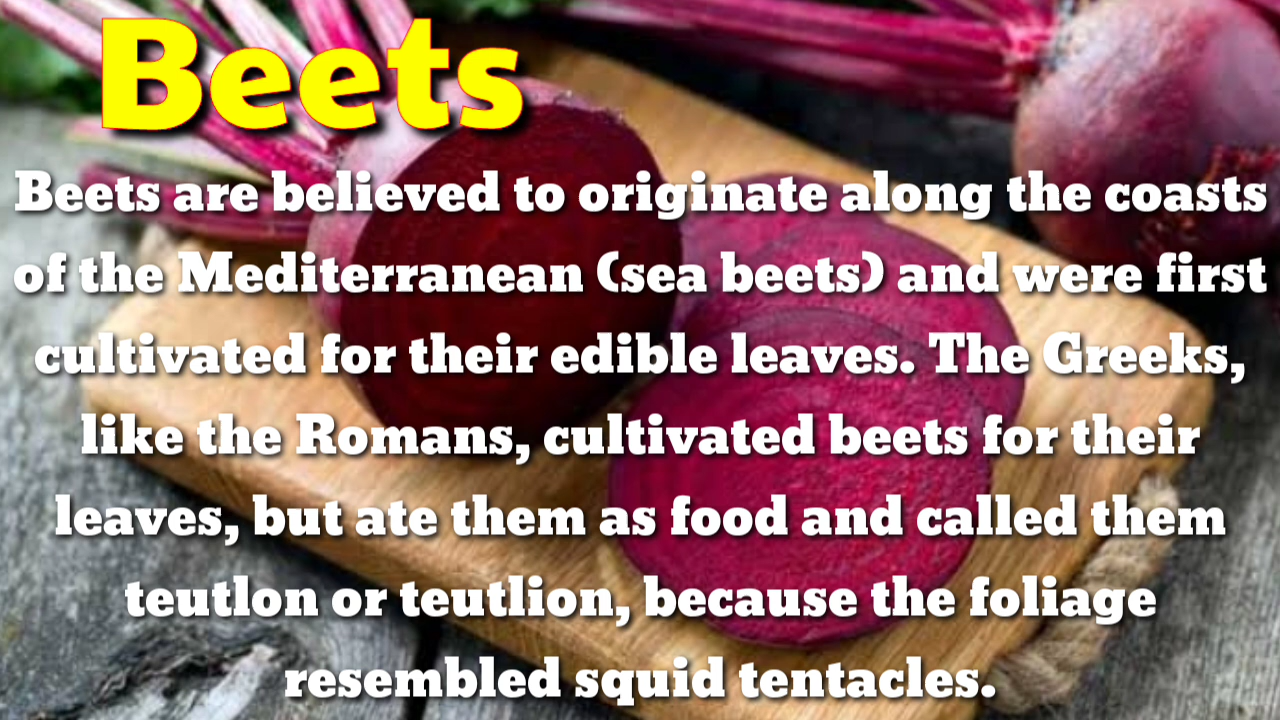 Beets
Beets are believed to originate along the coasts
of the Mediterranean (sea beets) and were first
cultivated for their edible leaves. The Greeks,
like the Romans, cultivated beets for their
leaves, but ate them as food and called them
teutlon or teutlion, because the foliage
resembled squid tentacles.